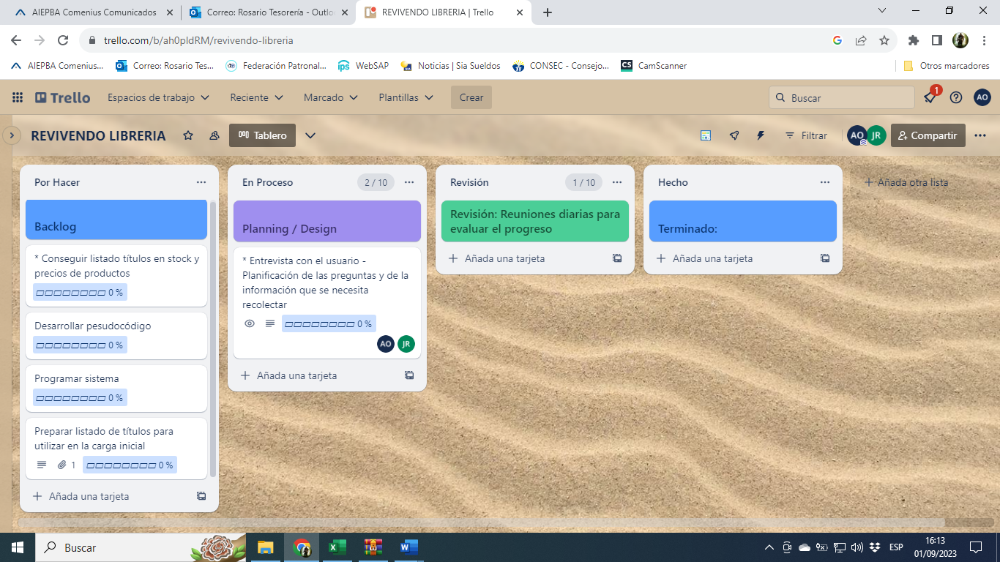 AIEPBA Comenius Comunicados
Correo: Rosario Tesorería - Outlo
REVIVENDO LIBRERIA | Trello
trello.com/b/ah0pIdRM/revivendo-libreria
AIEPBA Comenius...
Correo: Rosario Tes...
Federación Patronal...
ips WebSAP
Noticias | Sia Sueldos
CONSEC - Consejo...
CS CamScanner
Otros marcadores
Trello
Espacios de trabajo
Reciente
Marcado
Plantillas
Crear
Buscar
1
AO
REVIVENDO LIBRERIA
Tablero
Filtrar
AO
JR
Compartir
Por Hacer
Backlog
* Conseguir listado títulos en stock y
precios de productos
0 %
Desarrollar pesudocódigo
0 %
Programar sistema
0 %
Preparar listado de títulos para
utilizar en la carga inicial
1
0 %
Añada una tarjeta
En Proceso
2 / 10
Planning / Design
* Entrevista con el usuario -
Planificación de las preguntas y de la
información que se necesita
recolectar
0 %
AO
JR
Añada una tarjeta
Revisión
1 / 10
Revisión: Reuniones diarias para
evaluar el progreso
Añada una tarjeta
Hecho
Terminado:
Añada una tarjeta
Añada otra lista
Buscar
ESP
16:13
01/09/2023